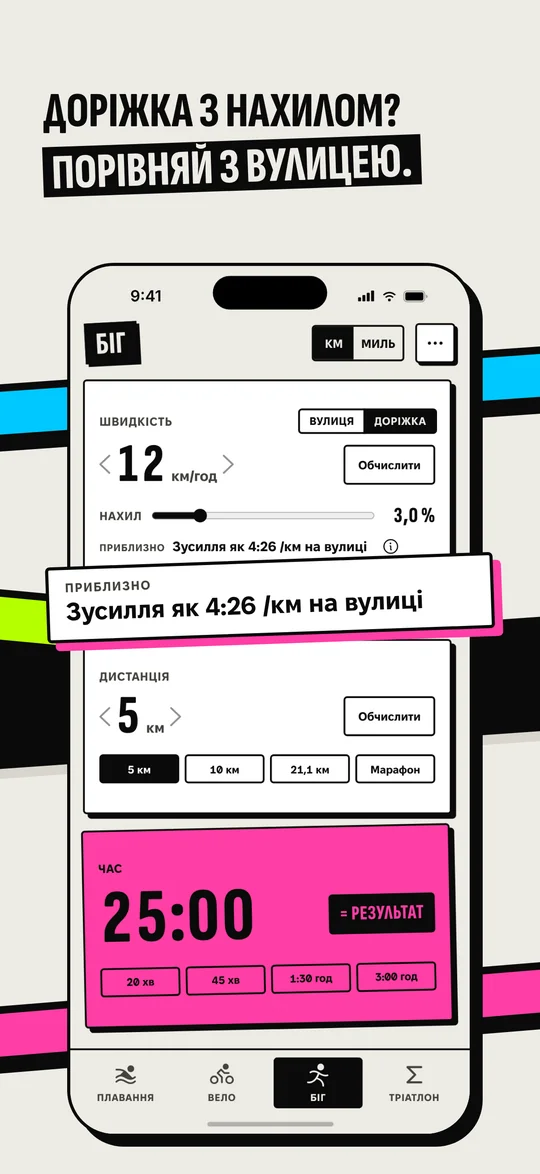 ДОРІЖКА З НАХИЛОМ?
ПОРІВНЯЙ З ВУЛИЦЕЮ.
9:41
БІГ
КМ МИЛЬ ...
ШВИДКІСТЬ
ВУЛИЦЯ ДОРІЖКА
12 км/год
Обчислити
НАХИЛ 3,0 %
ПРИБЛИЗНО Зусилля як 4:26 /км на вулиці
ПРИБЛИЗНО
Зусилля як 4:26 /км на вулиці
ДИСТАНЦІЯ
5 км
Обчислити
5 км 10 км 21,1 км Марафон
ЧАС
25:00
= РЕЗУЛЬТАТ
20 хв 45 хв 1:30 год 3:00 год
ПЛАВАННЯ ВЕЛО БІГ ТРІАТЛОН